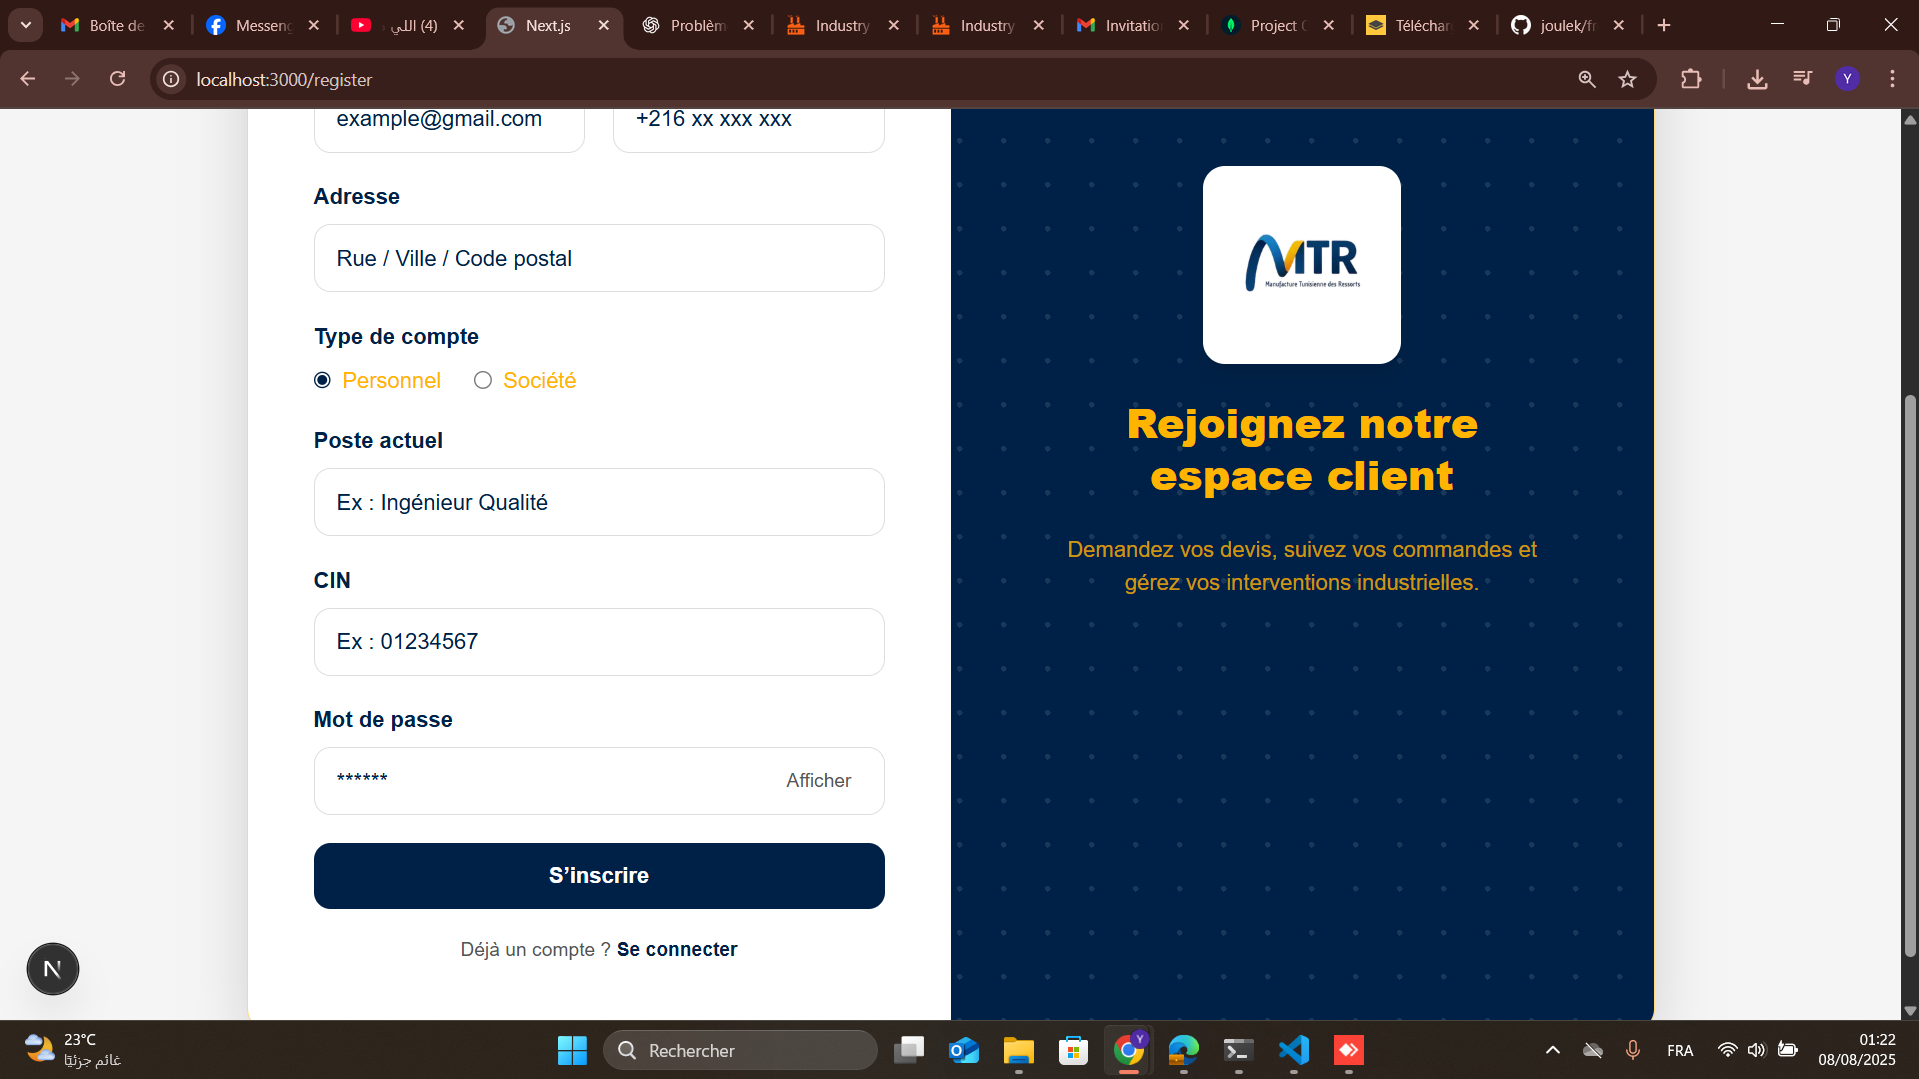 Boîte de
Messeng
(4) اللي
Next.js
Problèm
Industry
Industry
Invitatio
Project
Téléchar
joulek/fr
localhost:3000/register
Y
example@gmail.com
+216 xx xxx xxx
Adresse
Rue / Ville / Code postal
Type de compte
Personnel
Société
Poste actuel
Ex : Ingénieur Qualité
CIN
Ex : 01234567
Mot de passe
******
Afficher
S’inscrire
Déjà un compte ? Se connecter
MTR
Manufacture Tunisienne des Ressorts
Rejoignez notre
espace client
Demandez vos devis, suivez vos commandes et
gérez vos interventions industrielles.
N
23°C
غائم جزئيًا
Rechercher
Y
FRA
01:22
08/08/2025